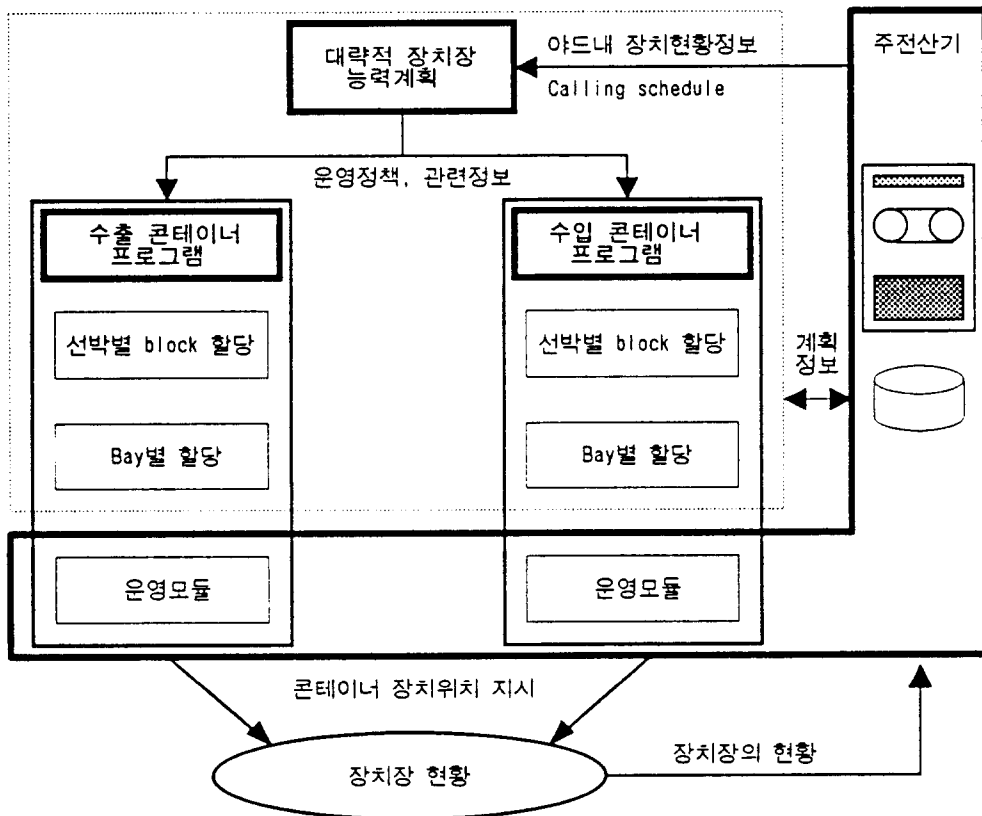 대략적 장치장
능력계획
야드내 장치현황정보
Calling schedule
주전산기
운영정책, 관련정보
수출 콘테이너
프로그램
수입 콘테이너
프로그램
선박별 block 할당
선박별 block 할당
계획
정보
Bay별 할당
Bay별 할당
운영모듈
운영모듈
콘테이너 장치위치 지시
장치장의 현황
장치장 현황